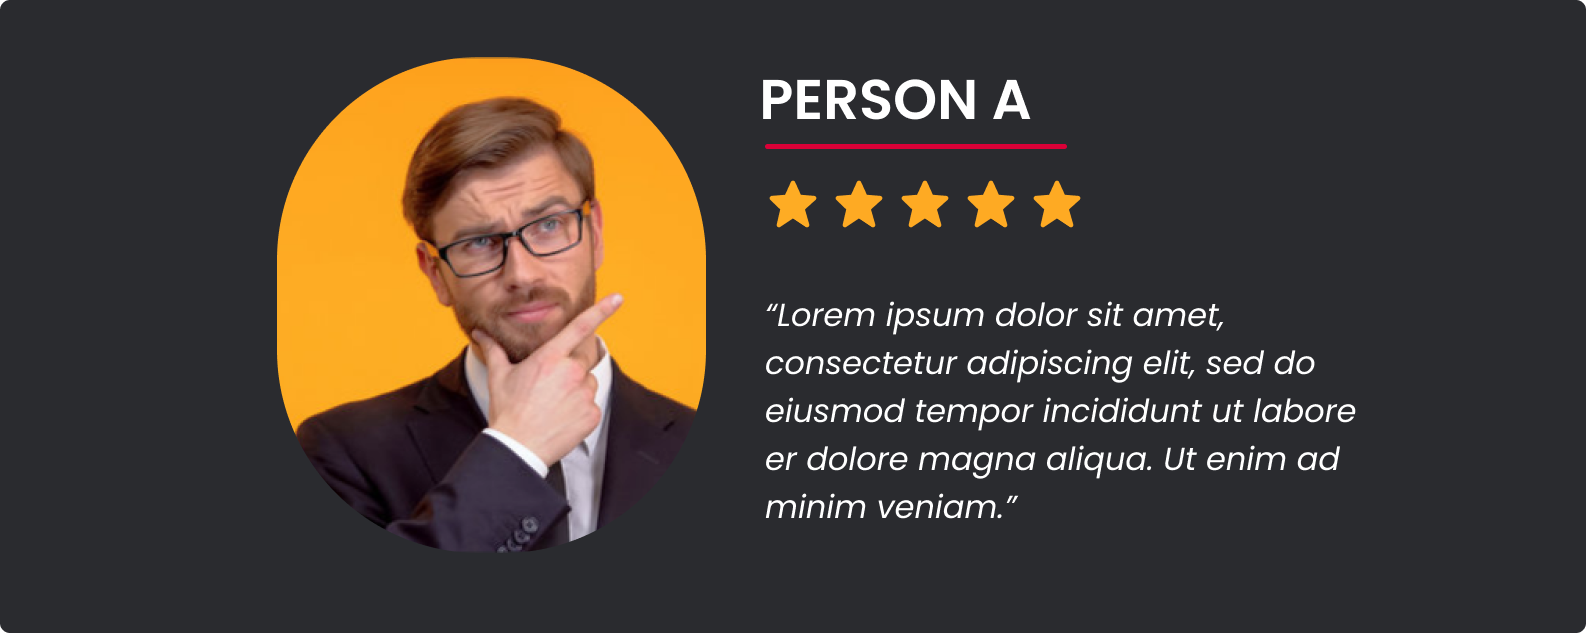 PERSON A
“Lorem ipsum dolor sit amet,
consectetur adipiscing elit, sed do
eiusmod tempor incididunt ut labore
er dolore magna aliqua. Ut enim ad
minim veniam.”